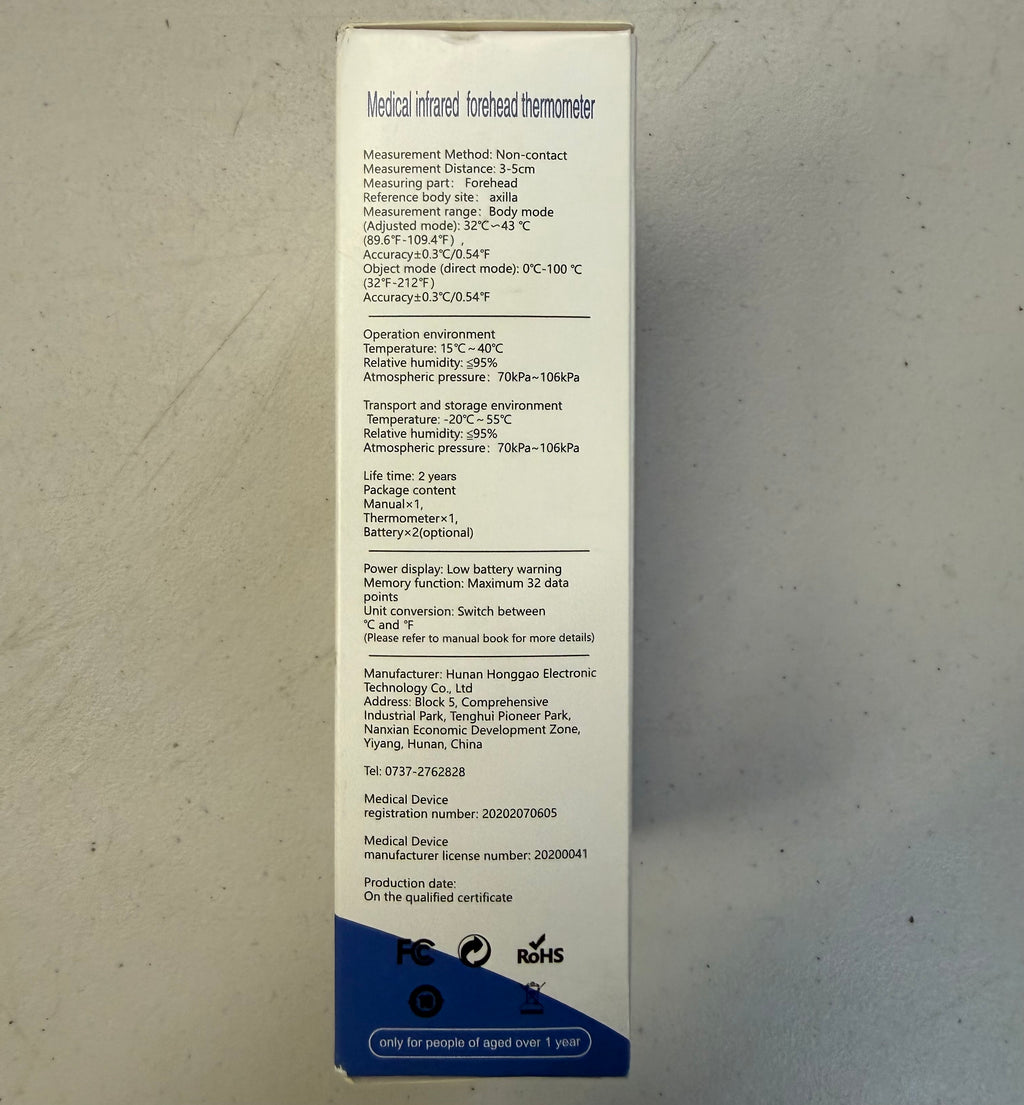 Medical infrared forehead thermometer
Measurement Method: Non-contact
Measurement Distance: 3-5cm
Measuring part: Forehead
Reference body site: axilla
Measurement range: Body mode
(Adjusted mode): 32℃~43 ℃
(89.6℉-109.4℉) ,
Accuracy±0.3℃/0.54℉
Object mode (direct mode): 0℃-100 ℃
(32℉-212℉)
Accuracy±0.3℃/0.54℉
Operation environment
Temperature: 15℃ ~ 40℃
Relative humidity: ≦95%
Atmospheric pressure: 70kPa~106kPa
Transport and storage environment
Temperature: -20℃ ~ 55℃
Relative humidity: ≦95%
Atmospheric pressure: 70kPa~106kPa
Life time: 2 years
Package content
Manual×1,
Thermometer×1,
Battery×2(optional)
Power display: Low battery warning
Memory function: Maximum 32 data
points
Unit conversion: Switch between
℃ and ℉
(Please refer to manual book for more details)
Manufacturer: Hunan Honggao Electronic
Technology Co., Ltd
Address: Block 5, Comprehensive
Industrial Park, Tenghui Pioneer Park,
Nanxian Economic Development Zone,
Yiyang, Hunan, China
Tel: 0737-2762828
Medical Device
registration number: 20202070605
Medical Device
manufacturer license number: 20200041
Production date:
On the qualified certificate
FC RoHS
10
only for people of aged over 1 year